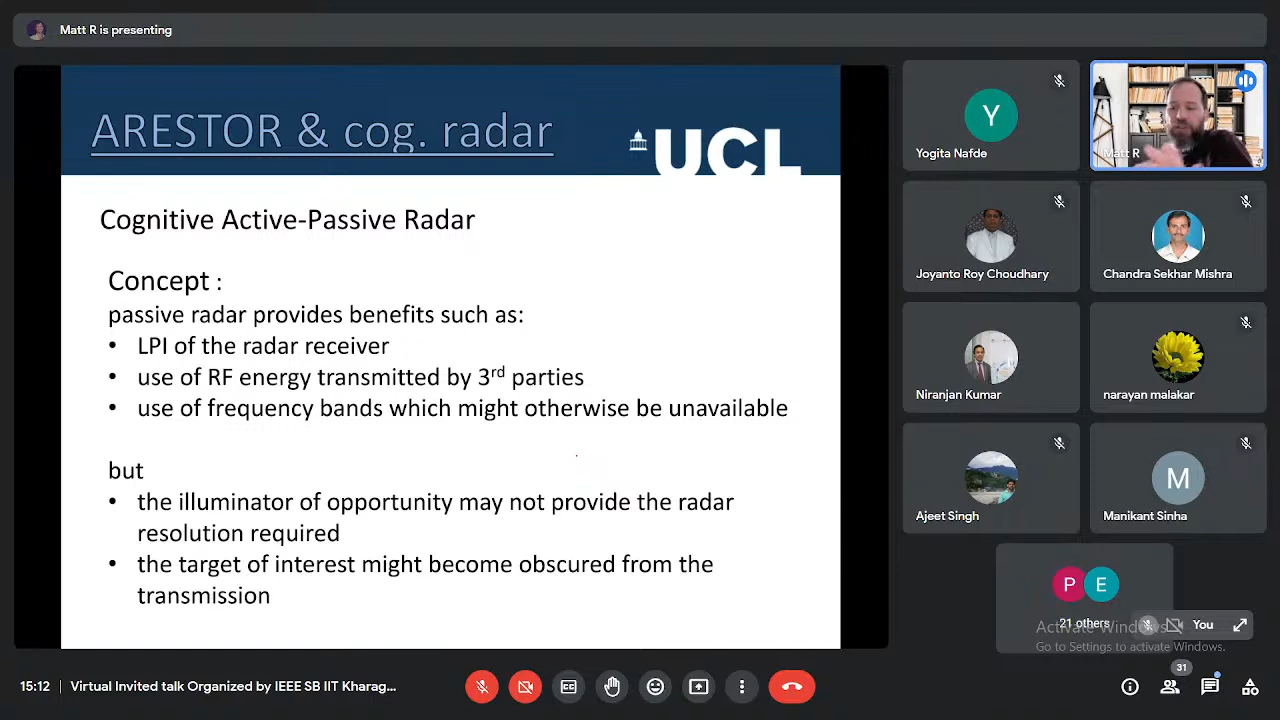 Matt R is presenting
ARESTOR & cog. radar
UCL
Cognitive Active-Passive Radar
Concept :
passive radar provides benefits such as:
• LPI of the radar receiver
• use of RF energy transmitted by 3rd parties
• use of frequency bands which might otherwise be unavailable
but
• the illuminator of opportunity may not provide the radar
resolution required
• the target of interest might become obscured from the
transmission
Y
Yogita Nafde
Matt R
Joyanto Roy Choudhary
Chandra Sekhar Mishra
Niranjan Kumar
narayan malakar
Ajeet Singh
M
Manikant Sinha
P E
21 others
You
Activate Windows
Go to Settings to activate Windows.
15:12 | Virtual Invited talk Organized by IEEE SB IIT Kharag...
31